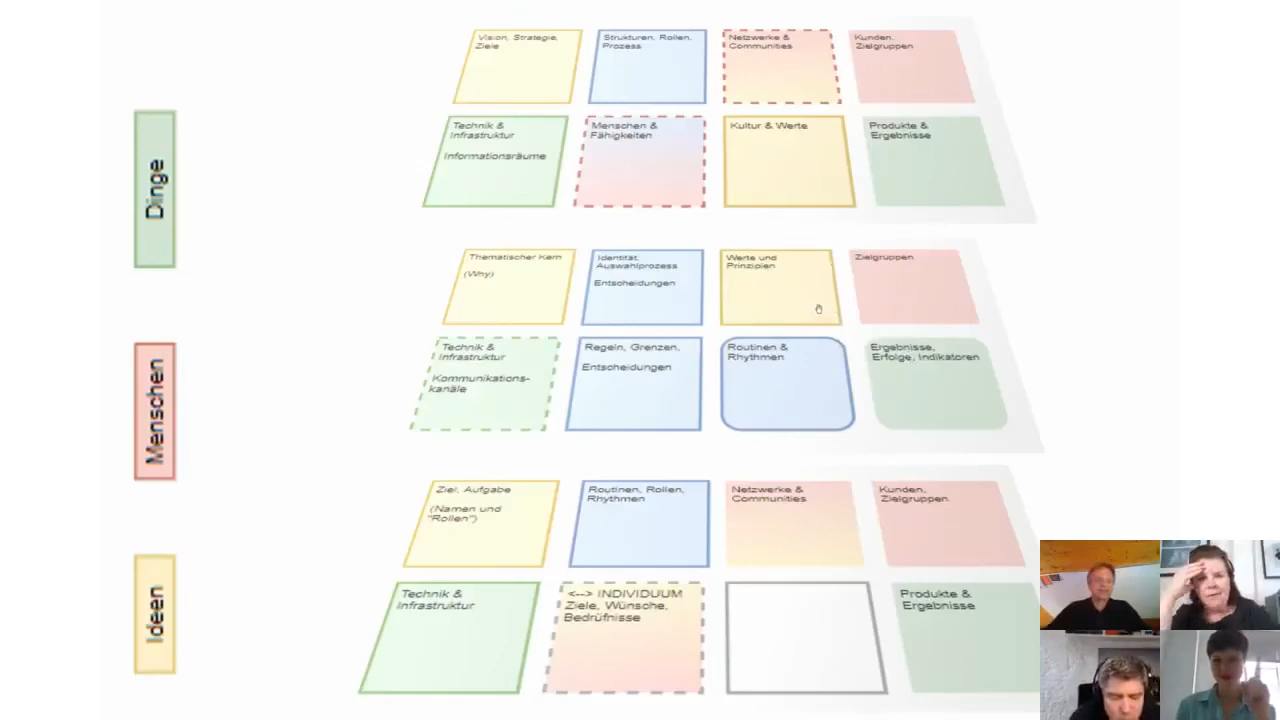 Vision, Strategie,
Ziele
Strukturen, Rollen,
Prozess
Netzwerke &
Communities
Kunden,
Zielgruppen
Technik &
Infrastruktur
Informationsräume
Menschen &
Fähigkeiten
Kultur & Werte
Produkte &
Ergebnisse
Dinge
Thematischer Kern
(Why)
Identität,
Auswahlprozess
Entscheidungen
Werte und
Prinzipien
Zielgruppen
Technik &
Infrastruktur
Kommunikations-
kanäle
Regeln, Grenzen,
Entscheidungen
Routinen &
Rhythmen
Ergebnisse,
Erfolge, Indikatoren
Menschen
Ziel, Aufgabe
(Namen und
"Rollen")
Routinen, Rollen,
Rhythmen
Netzwerke &
Communities
Kunden,
Zielgruppen
Technik &
Infrastruktur
<--> INDIVIDUUM
Ziele, Wünsche,
Bedrüfnisse
Produkte &
Ergebnisse
Ideen